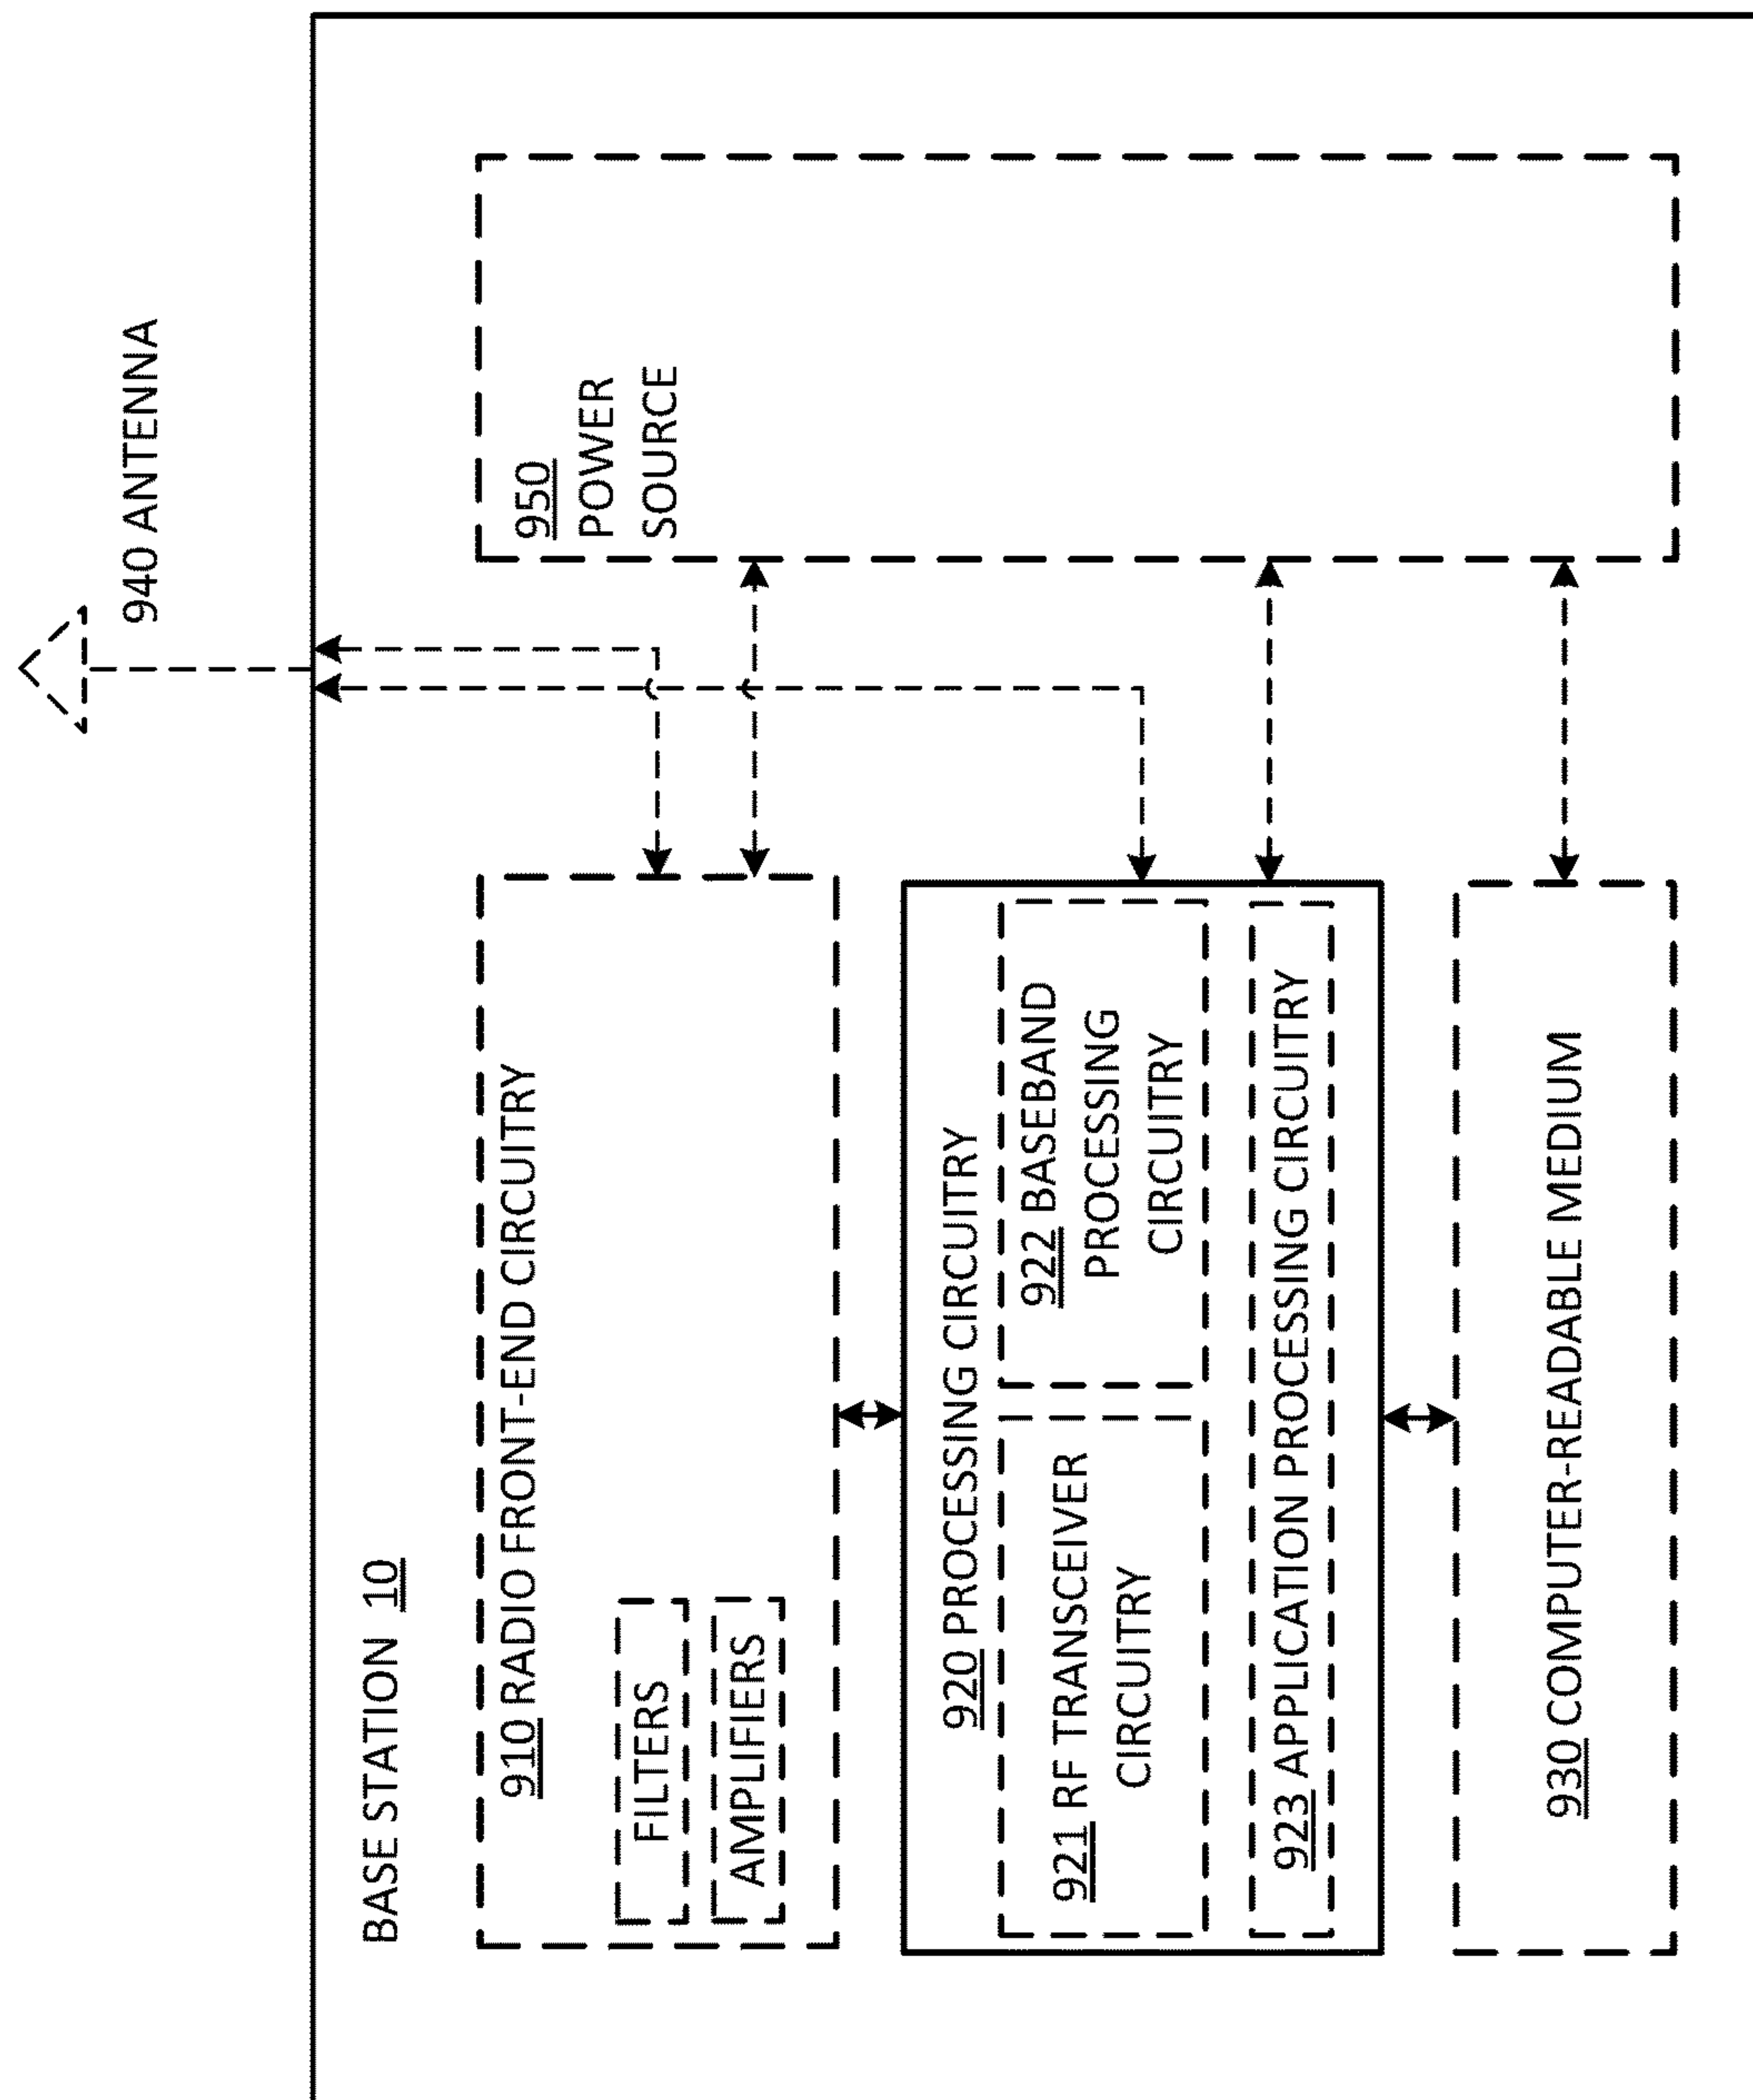 940 ANTENNA
BASE STATION 10
910 RADIO FRONT-END CIRCUITRY
FILTERS
AMPLIFIERS
950
POWER
SOURCE
920 PROCESSING CIRCUITRY
921 RF TRANSCEIVER
CIRCUITRY
922 BASEBAND
PROCESSING
CIRCUITRY
923 APPLICATION PROCESSING CIRCUITRY
930 COMPUTER-READABLE MEDIUM